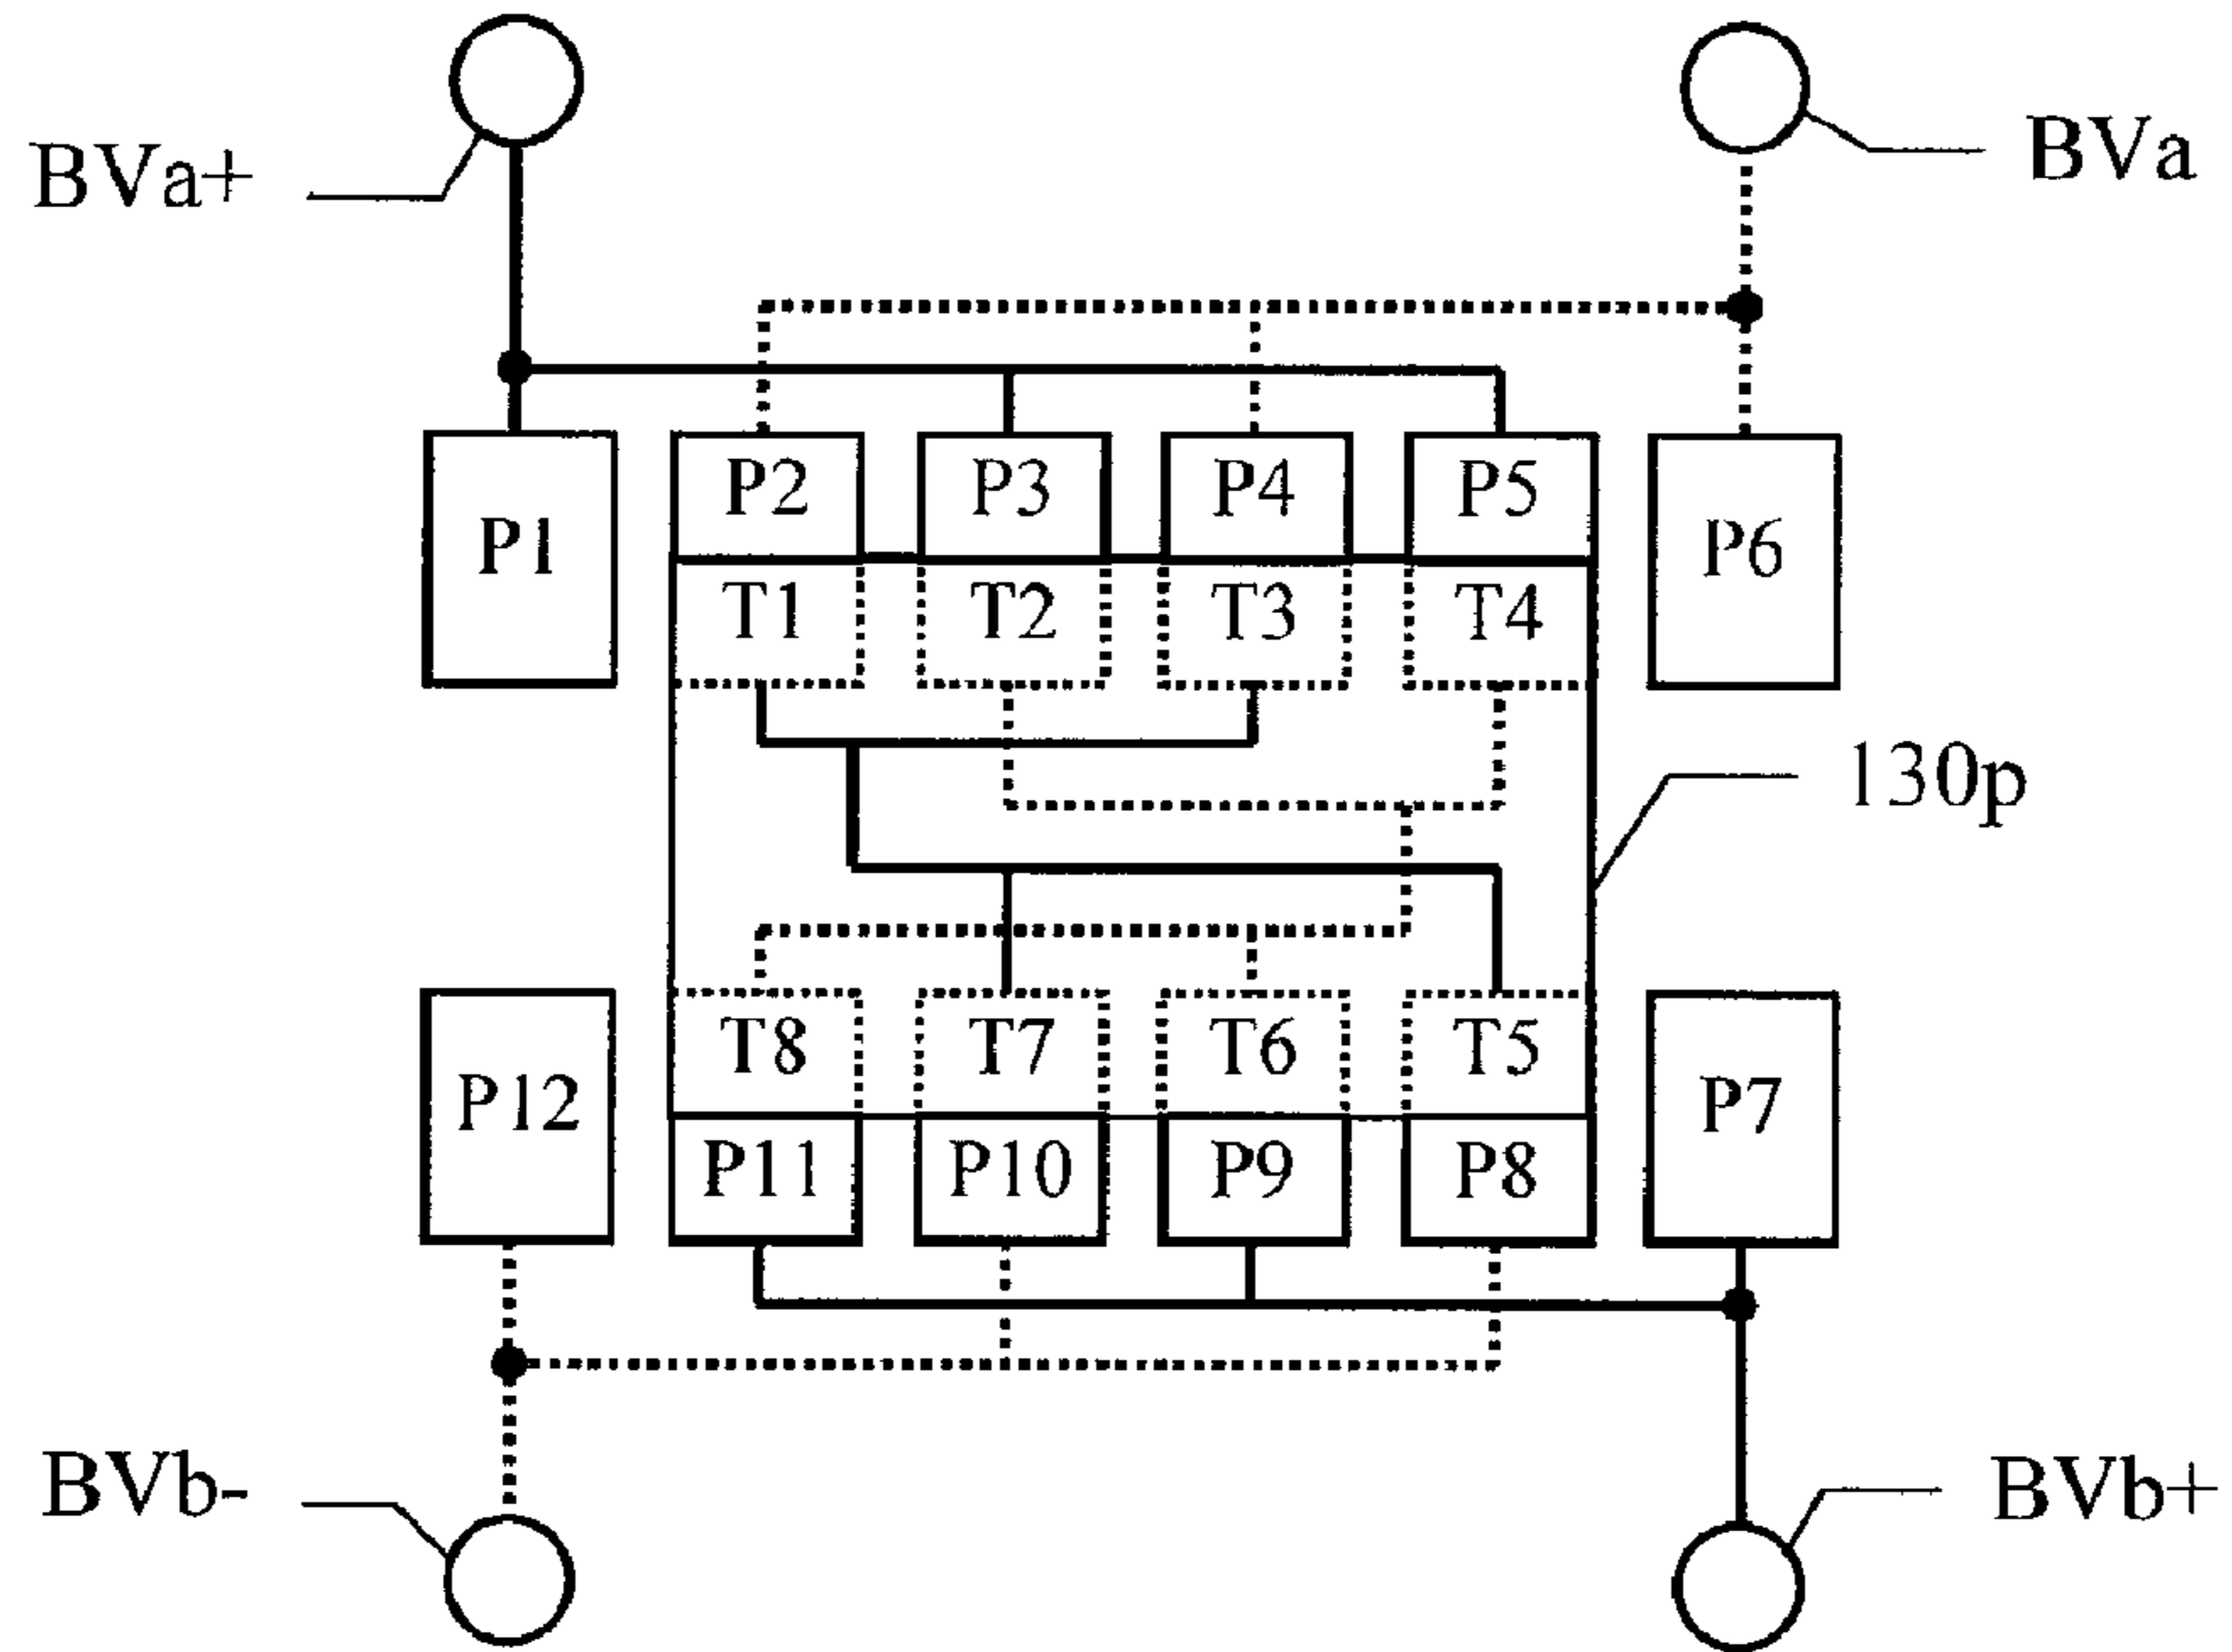 BVa+
BVa
P1
P2
P3
P4
P5
P6
T1
T2
T3
T4
130p
T8
T7
T6
T5
P12
P11
P10
P9
P8
P7
BVb-
BVb+